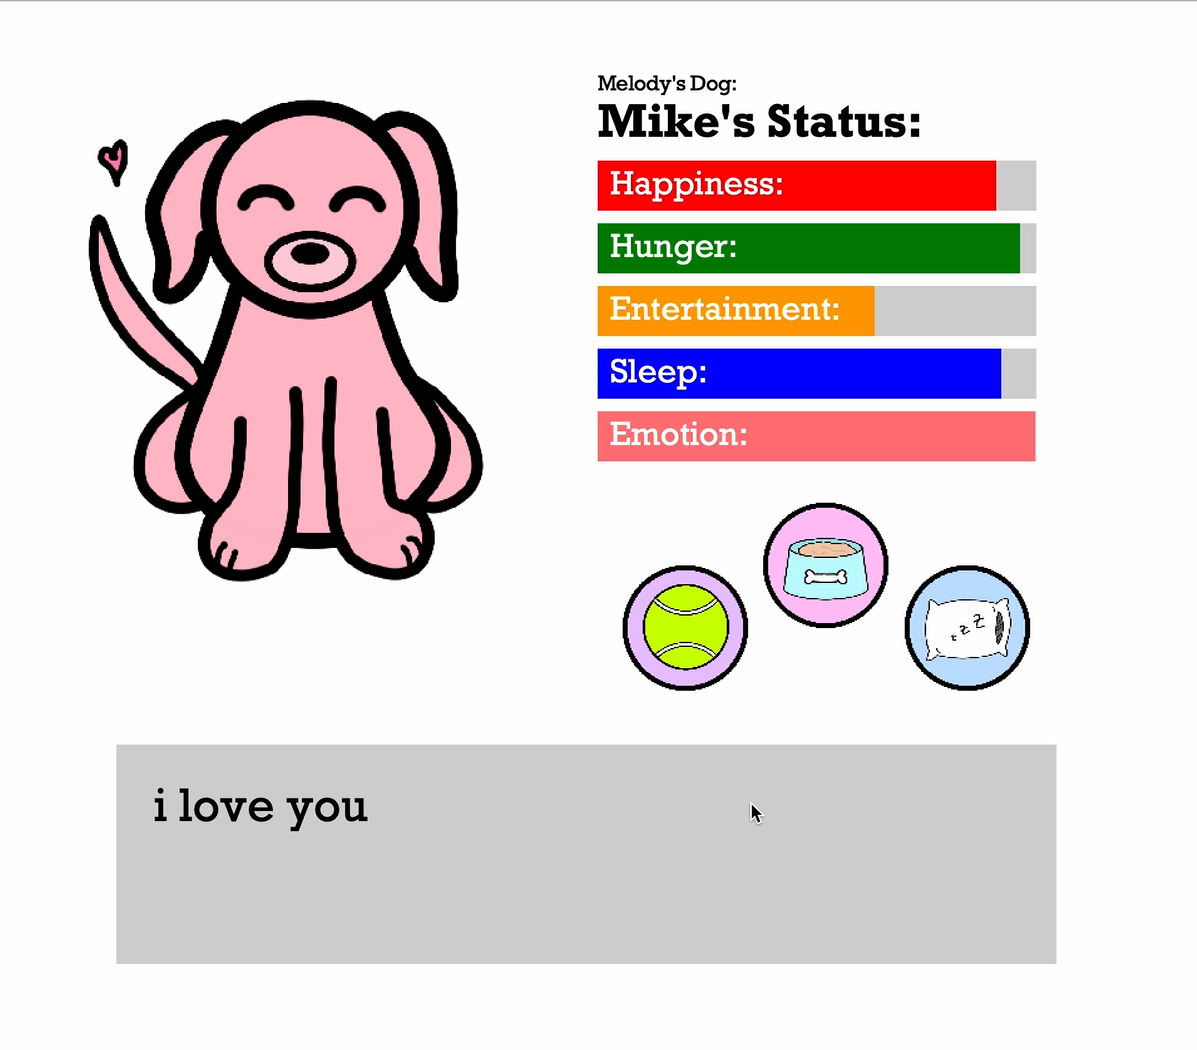 Melody's Dog:
Mike's Status:
Happiness:
Hunger:
Entertainment:
Sleep:
Emotion:
z z Z
i love you